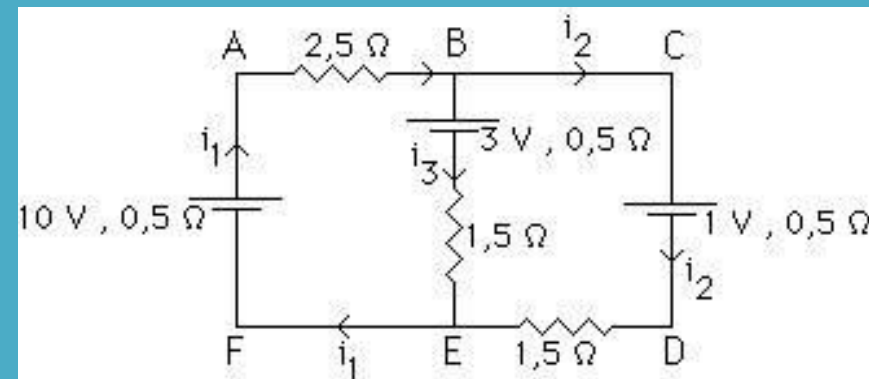 A 2,5 Ω B i2 C
i1 i3 3 V , 0,5 Ω
10 V , 0,5 Ω 1,5 Ω 1 V , 0,5 Ω
i2
F i1 E 1,5 Ω D